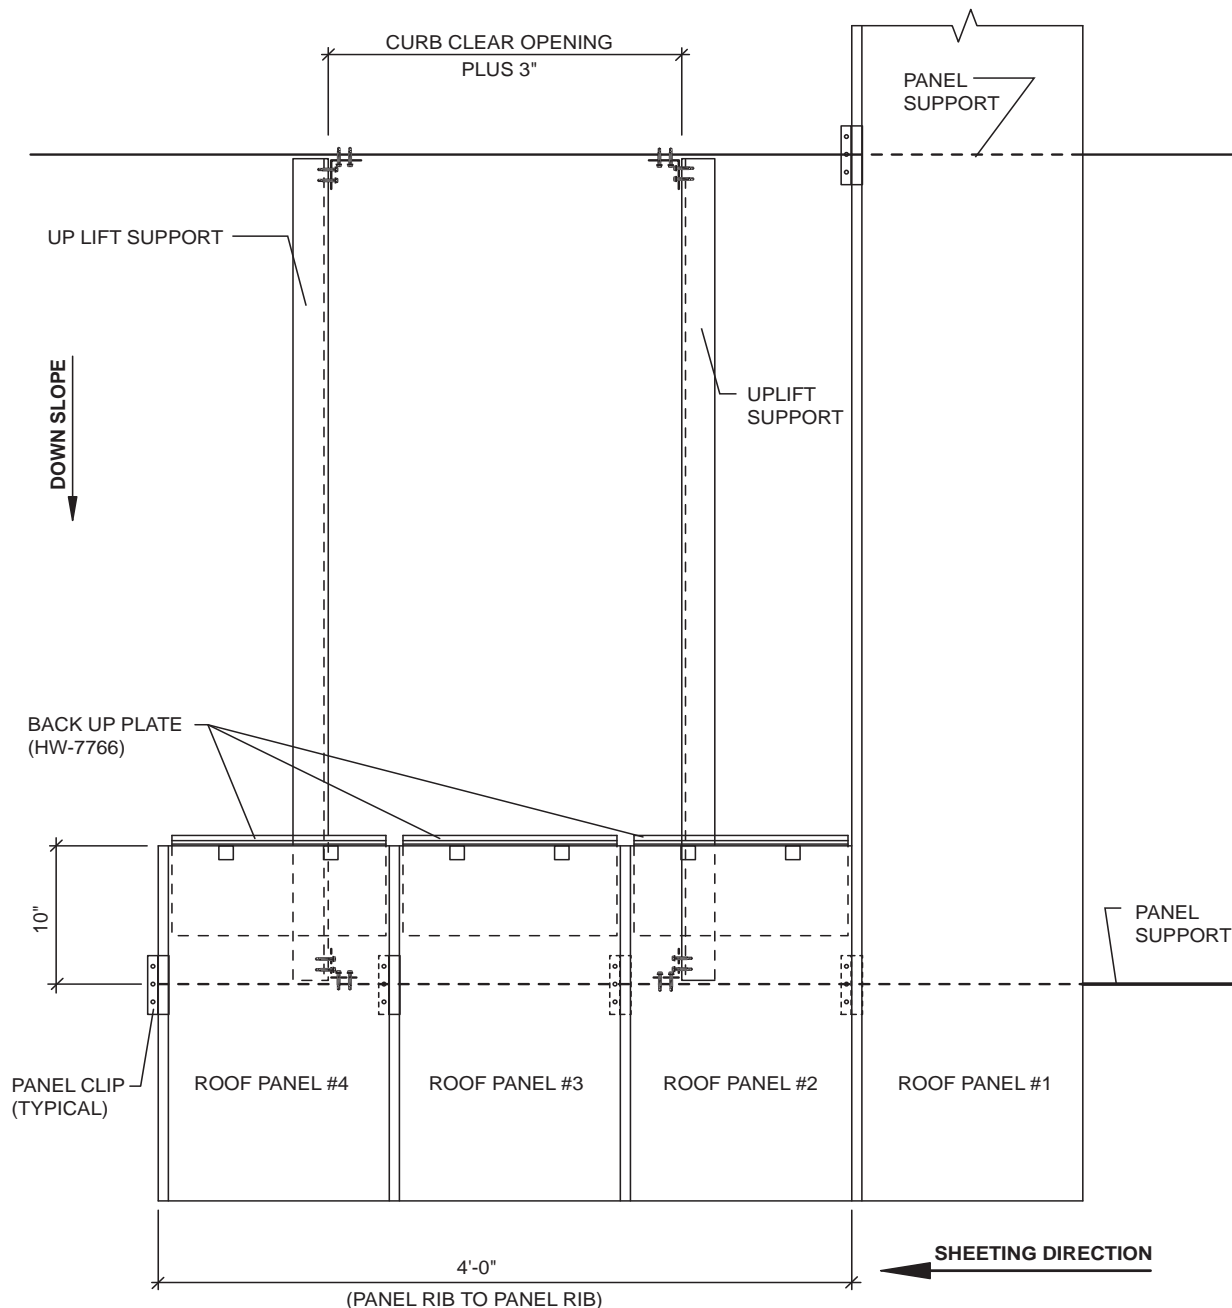 CURB CLEAR OPENING
PLUS 3"
PANEL
SUPPORT
UP LIFT SUPPORT
DOWN SLOPE
UPLIFT
SUPPORT
BACK UP PLATE
(HW-7766)
10"
PANEL
SUPPORT
PANEL CLIP
(TYPICAL)
ROOF PANEL #4
ROOF PANEL #3
ROOF PANEL #2
ROOF PANEL #1
SHEETING DIRECTION
4'-0"
(PANEL RIB TO PANEL RIB)